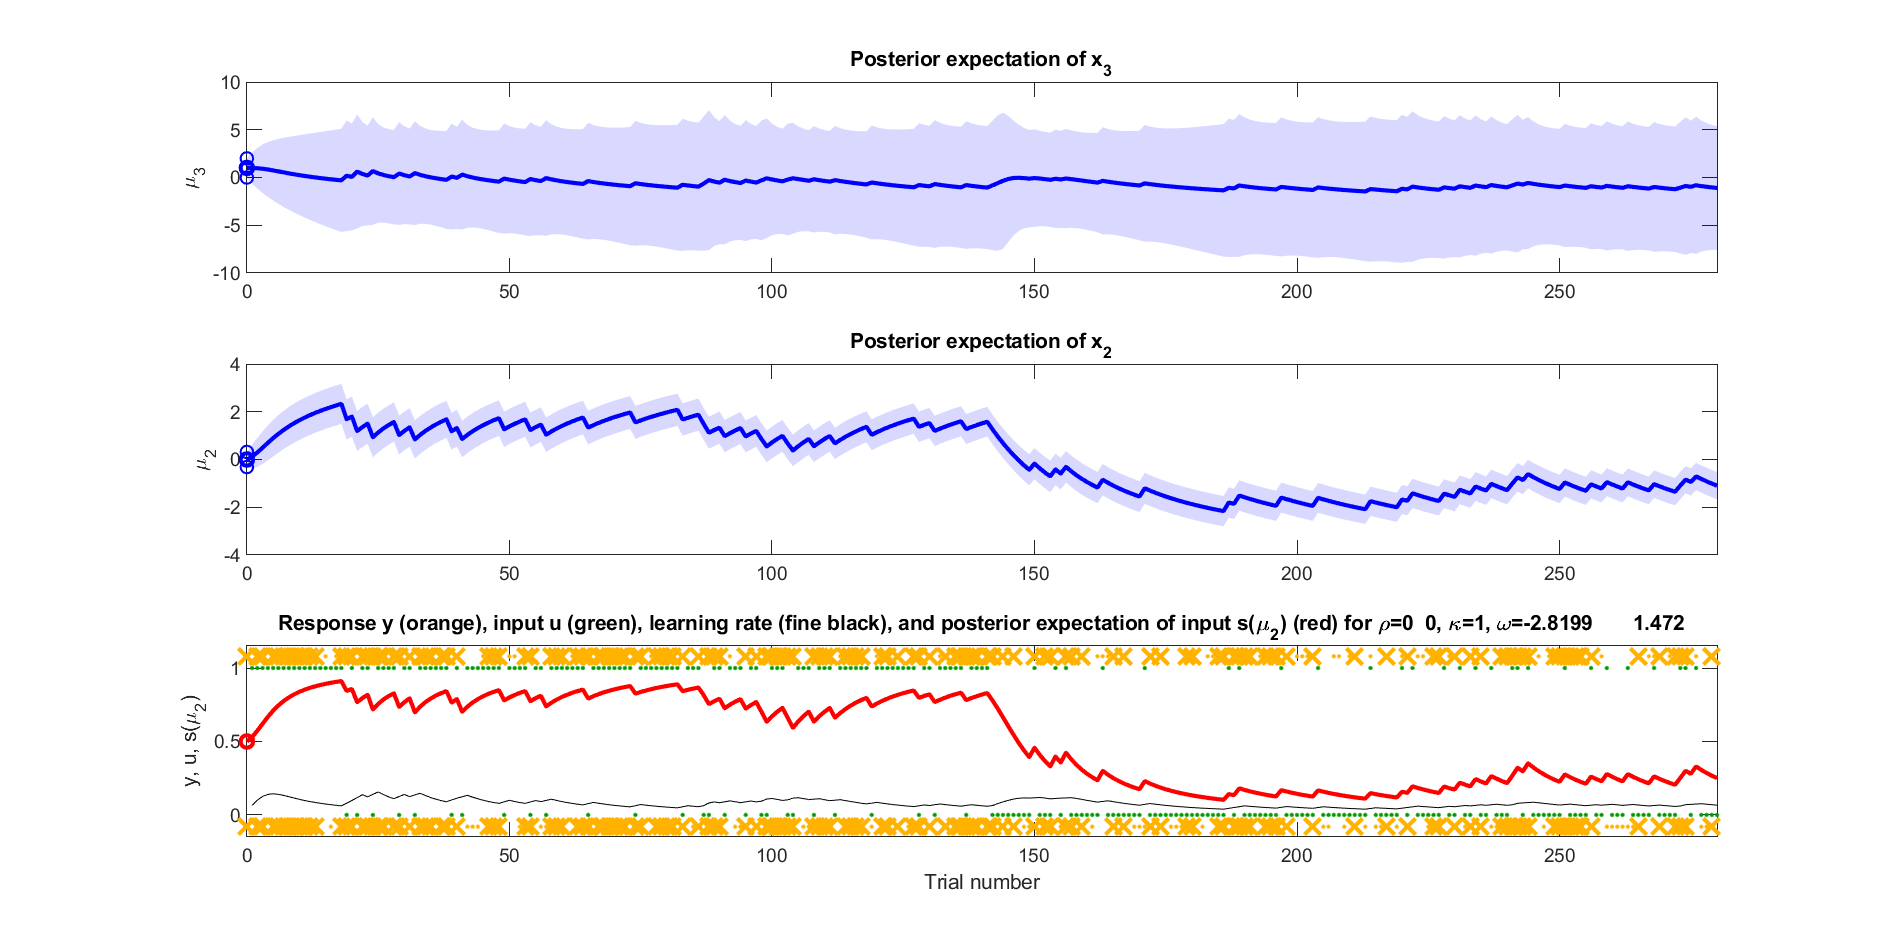 Posterior expectation of x3
10
5
0
-5
-10
μ3
0 50 100 150 200 250
Posterior expectation of x2
4
2
0
-2
-4
μ2
0 50 100 150 200 250
Response y (orange), input u (green), learning rate (fine black), and posterior expectation of input s(μ2) (red) for ρ=0 0, κ=1, ω=-2.8199 1.472
1
0.5
0
y, u, s(μ2)
0 50 100 150 200 250
Trial number